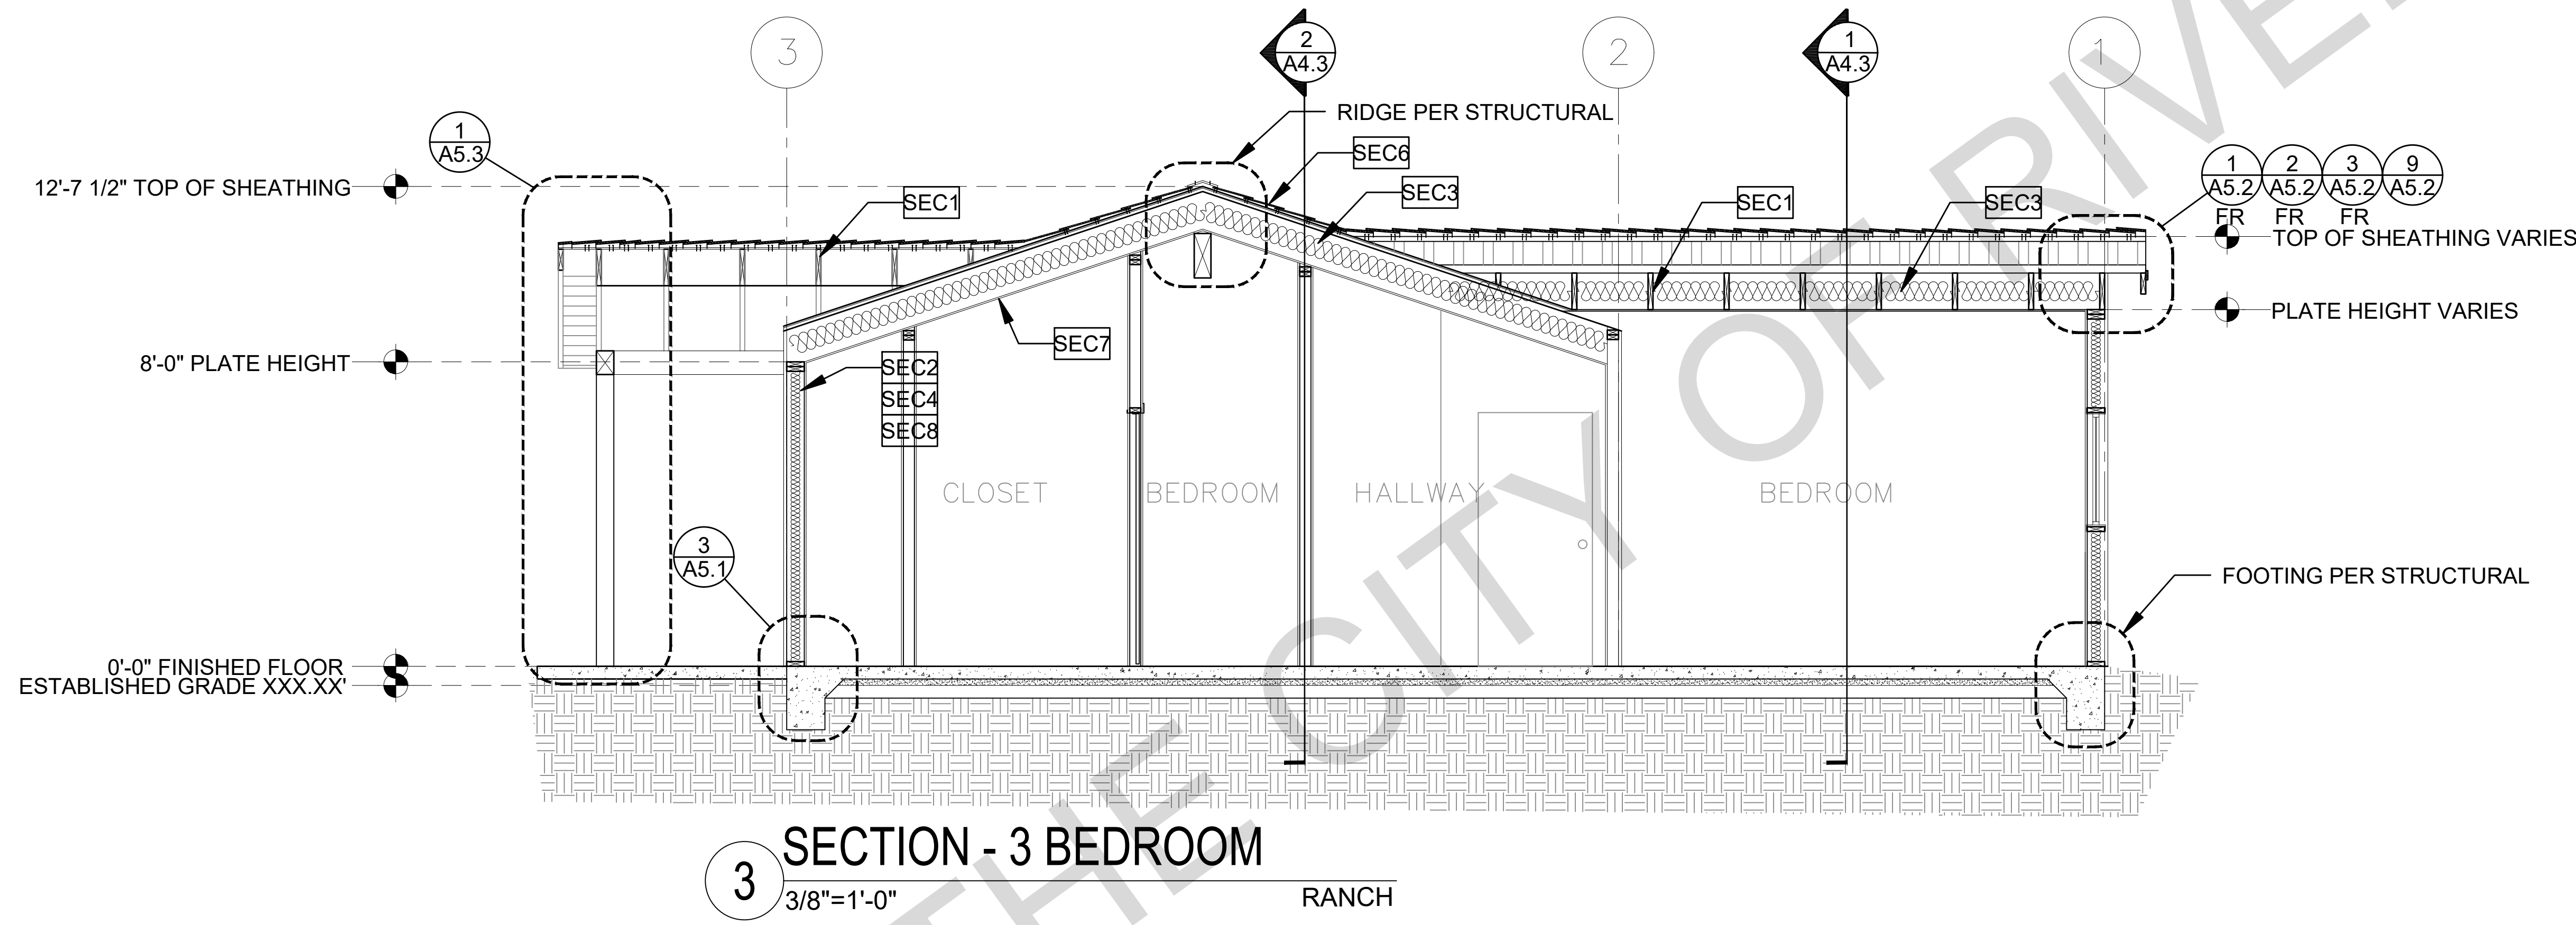 3
2
A4.3
2
1
A4.3
1
RIDGE PER STRUCTURAL
1
A5.3
SEC6
12'-7 1/2" TOP OF SHEATHING
SEC1
SEC3
SEC1
SEC3
1
A5.2
FR
2
A5.2
FR
3
A5.2
FR
9
A5.2
TOP OF SHEATHING VARIES
PLATE HEIGHT VARIES
SEC7
8'-0" PLATE HEIGHT
SEC2
SEC4
SEC8
CLOSET
BEDROOM
HALLWAY
BEDROOM
3
A5.1
FOOTING PER STRUCTURAL
0'-0" FINISHED FLOOR
ESTABLISHED GRADE XXX.XX'
3
SECTION - 3 BEDROOM
3/8"=1'-0"
RANCH
THE CITY OF RIVE